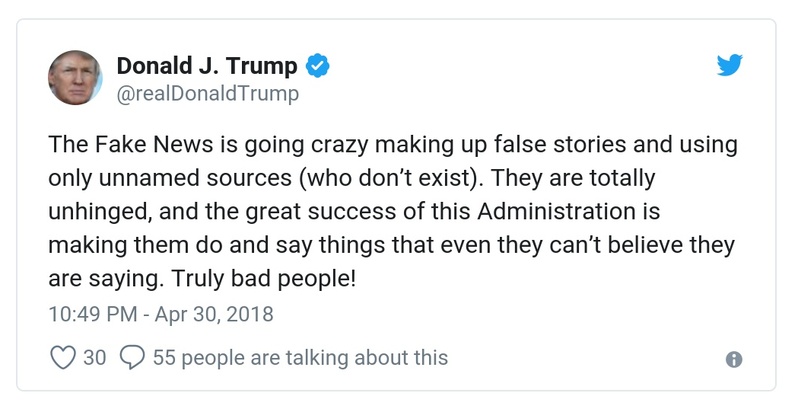 Donald J. Trump
@realDonaldTrump
The Fake News is going crazy making up false stories and using
only unnamed sources (who don’t exist). They are totally
unhinged, and the great success of this Administration is
making them do and say things that even they can’t believe they
are saying. Truly bad people!
10:49 PM - Apr 30, 2018
30 55 people are talking about this